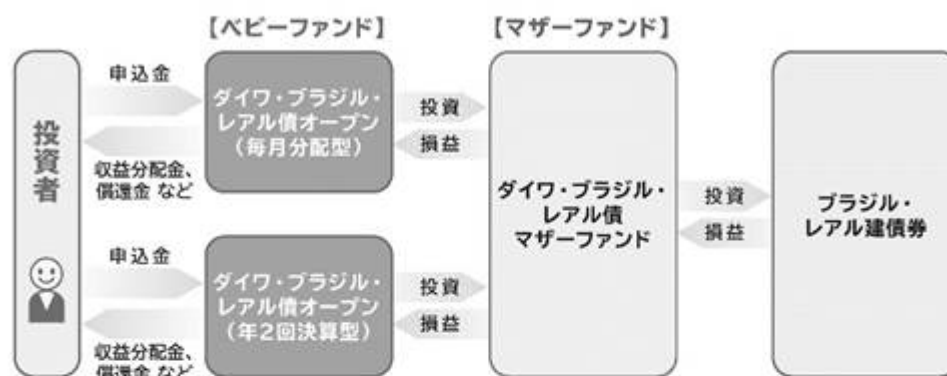 【ベビーファンド】
【マザーファンド】
投資者
申込金
収益分配金、
償還金 など
ダイワ・ブラジル・
レアル債オープン
（毎月分配型）
投資
損益
申込金
収益分配金、
償還金 など
ダイワ・ブラジル・
レアル債オープン
（年2回決算型）
投資
損益
ダイワ・ブラジル・
レアル債
マザーファンド
投資
損益
ブラジル・
レアル建債券